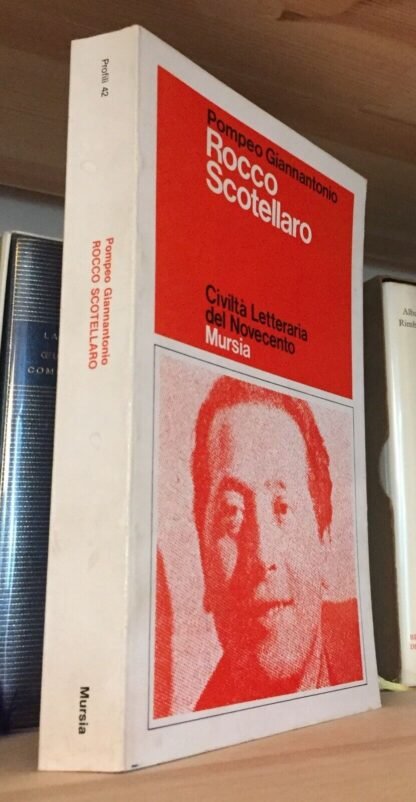 Profili 42
Pompeo Giannantonio
ROCCO SCOTELLARO
Mursia
Pompeo Giannantonio
Rocco
Scotellaro
Civiltà Letteraria
del Novecento
Mursia